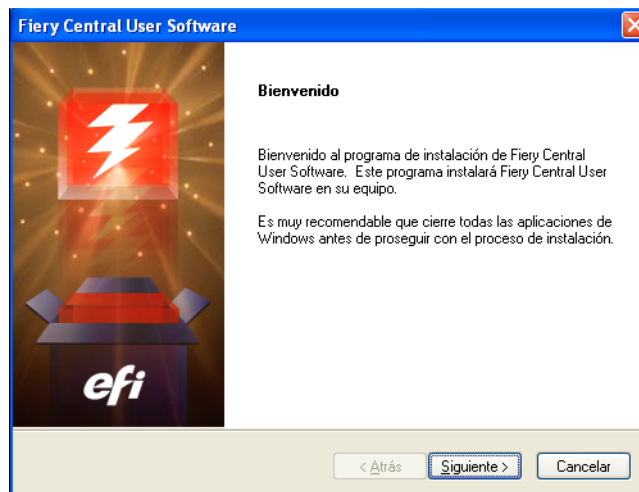 Fiery Central User Software
Bienvenido
Bienvenido al programa de instalación de Fiery Central
User Software. Este programa instalará Fiery Central User
Software en su equipo.
Es muy recomendable que cierre todas las aplicaciones de
Windows antes de proseguir con el proceso de instalación.
efi
< Atrás
Siguiente >
Cancelar